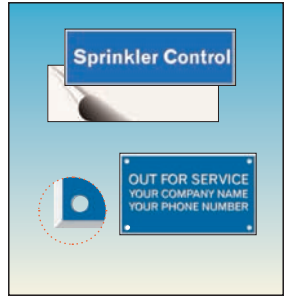 Sprinkler Control
OUT FOR SERVICE
YOUR COMPANY NAME
YOUR PHONE NUMBER